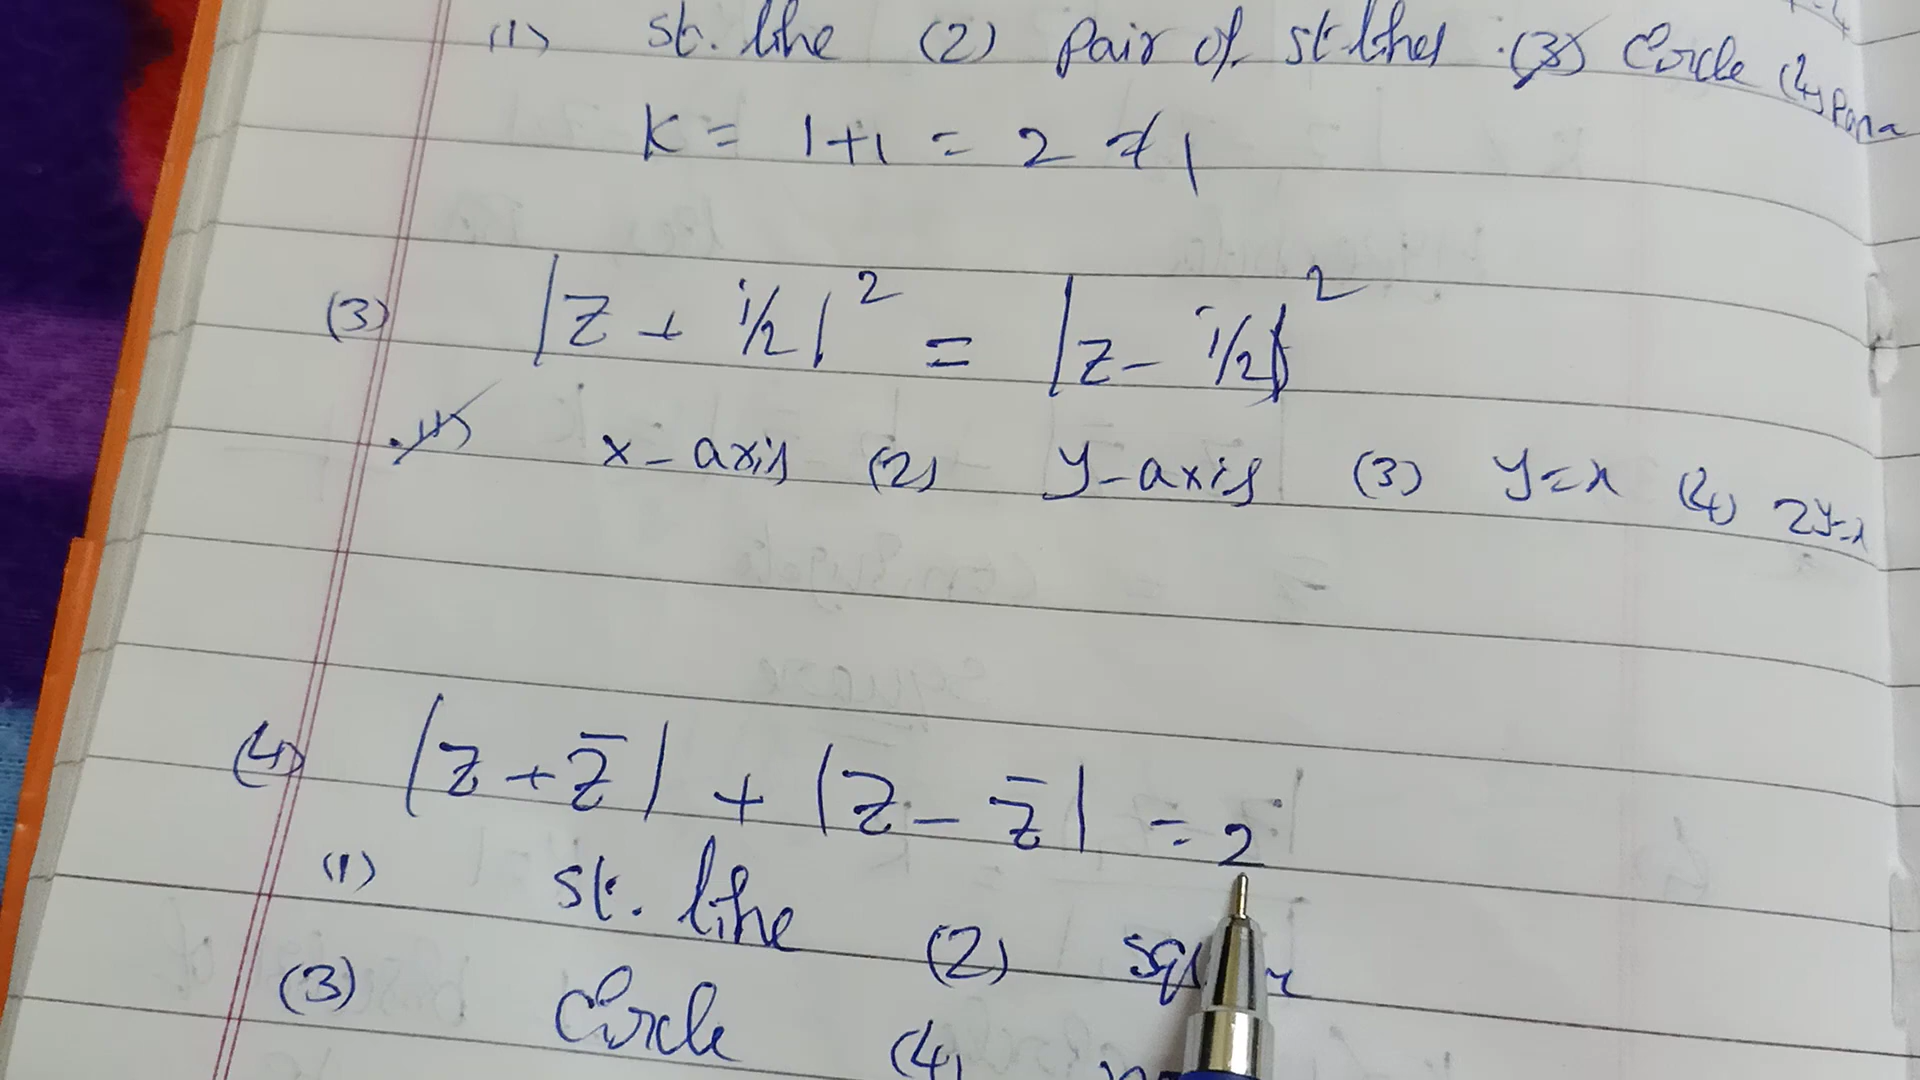 (1) st. line (2) Pair of st lines (3) Circle (4) Para
K = 1+1 = 2 ≠ 1
(3) |z + i/2|² = |z - i/2|²
(1) x-axis (2) y-axis (3) y=x (4) 2y=x
(4) |z + z̄| + |z - z̄| = 2
(1) st. line (2)
(3) Circle (4)